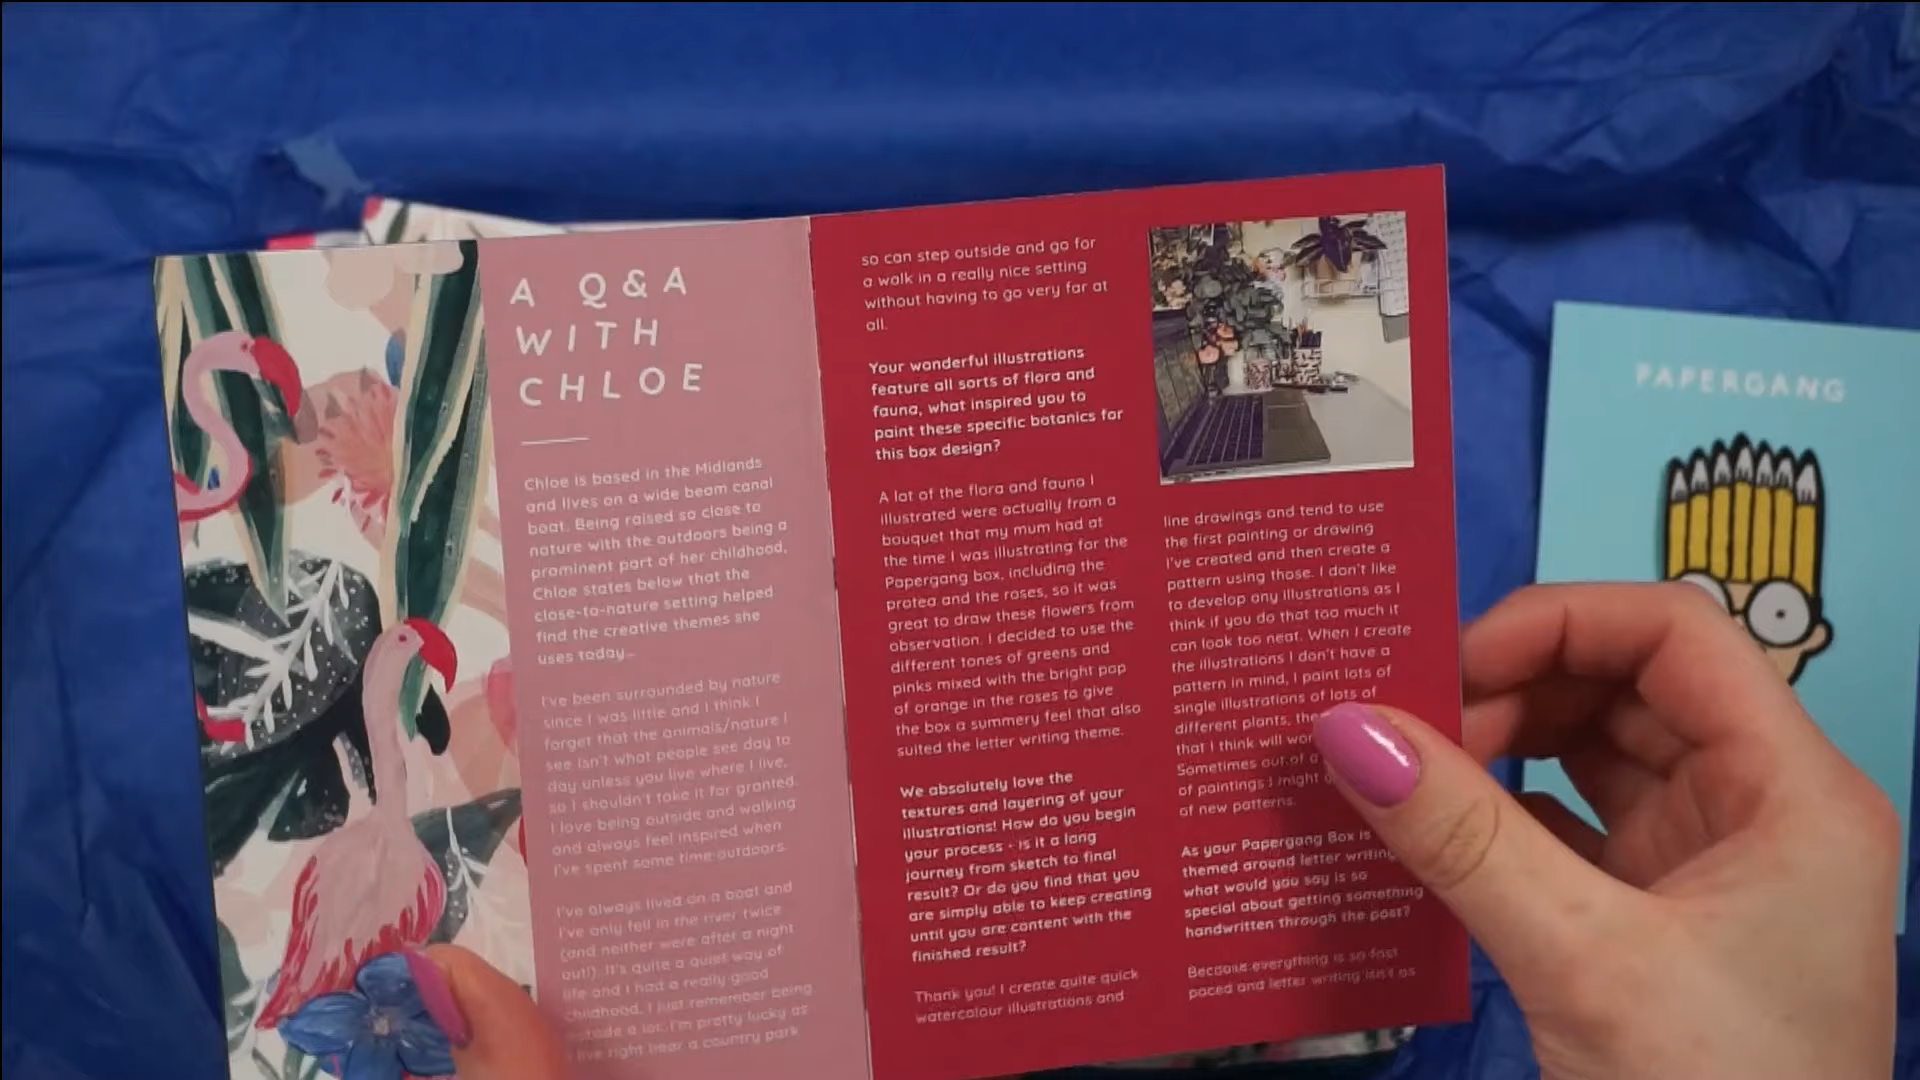 A Q&A
WITH
CHLOE
Chloe is based in the Midlands
and lives on a wide beam canal
boat. Being raised so close to
nature with the outdoors being a
prominent part of her childhood,
Chloe states below that the
close-to-nature setting helped
find the creative themes she
uses today...
I've been surrounded by nature
since I was little and I think I
forget that the animals/nature I
see isn't what people see day to
day unless you live where I live,
so I shouldn't take it for granted.
I love being outside and walking
and always feel inspired when
I've spent some time outdoors.
I've always lived on a boat and
I've only fell in the river twice
(and neither were after a night
out!). It's quite a quiet way of
life and I had a really good
childhood, I just remember being
outside a lot. I'm pretty lucky as
I live right near a country park
so can step outside and go for
a walk in a really nice setting
without having to go very far at
all.
Your wonderful illustrations
feature all sorts of flora and
fauna, what inspired you to
paint these specific botanics for
this box design?
A lot of the flora and fauna I
illustrated were actually from a
bouquet that my mum had at
the time I was illustrating for the
Papergang box, including the
protea and the roses, so it was
great to draw these flowers from
observation. I decided to use the
different tones of greens and
pinks mixed with the bright pop
of orange in the roses to give
the box a summery feel that also
suited the letter writing theme.
We absolutely love the
textures and layering of your
illustrations! How do you begin
your process - is it a long
journey from sketch to final
result? Or do you find that you
are simply able to keep creating
until you are content with the
finished result?
Thank you! I create quite quick
watercolour illustrations and
line drawings and tend to use
the first painting or drawing
I've created and then create a
pattern using those. I don't like
to develop any illustrations as I
think if you do that too much it
can look too neat. When I create
the illustrations I don't have a
pattern in mind, I paint lots of
single illustrations of lots of
different plants,
that I think will
Sometimes out of a
of paintings I might
of new patterns.
As your Papergang Box is
themed around letter writing,
what would you say is so
special about getting something
handwritten through the post?
Because everything is so fast
paced and letter writing isn't as
PAPERGANG